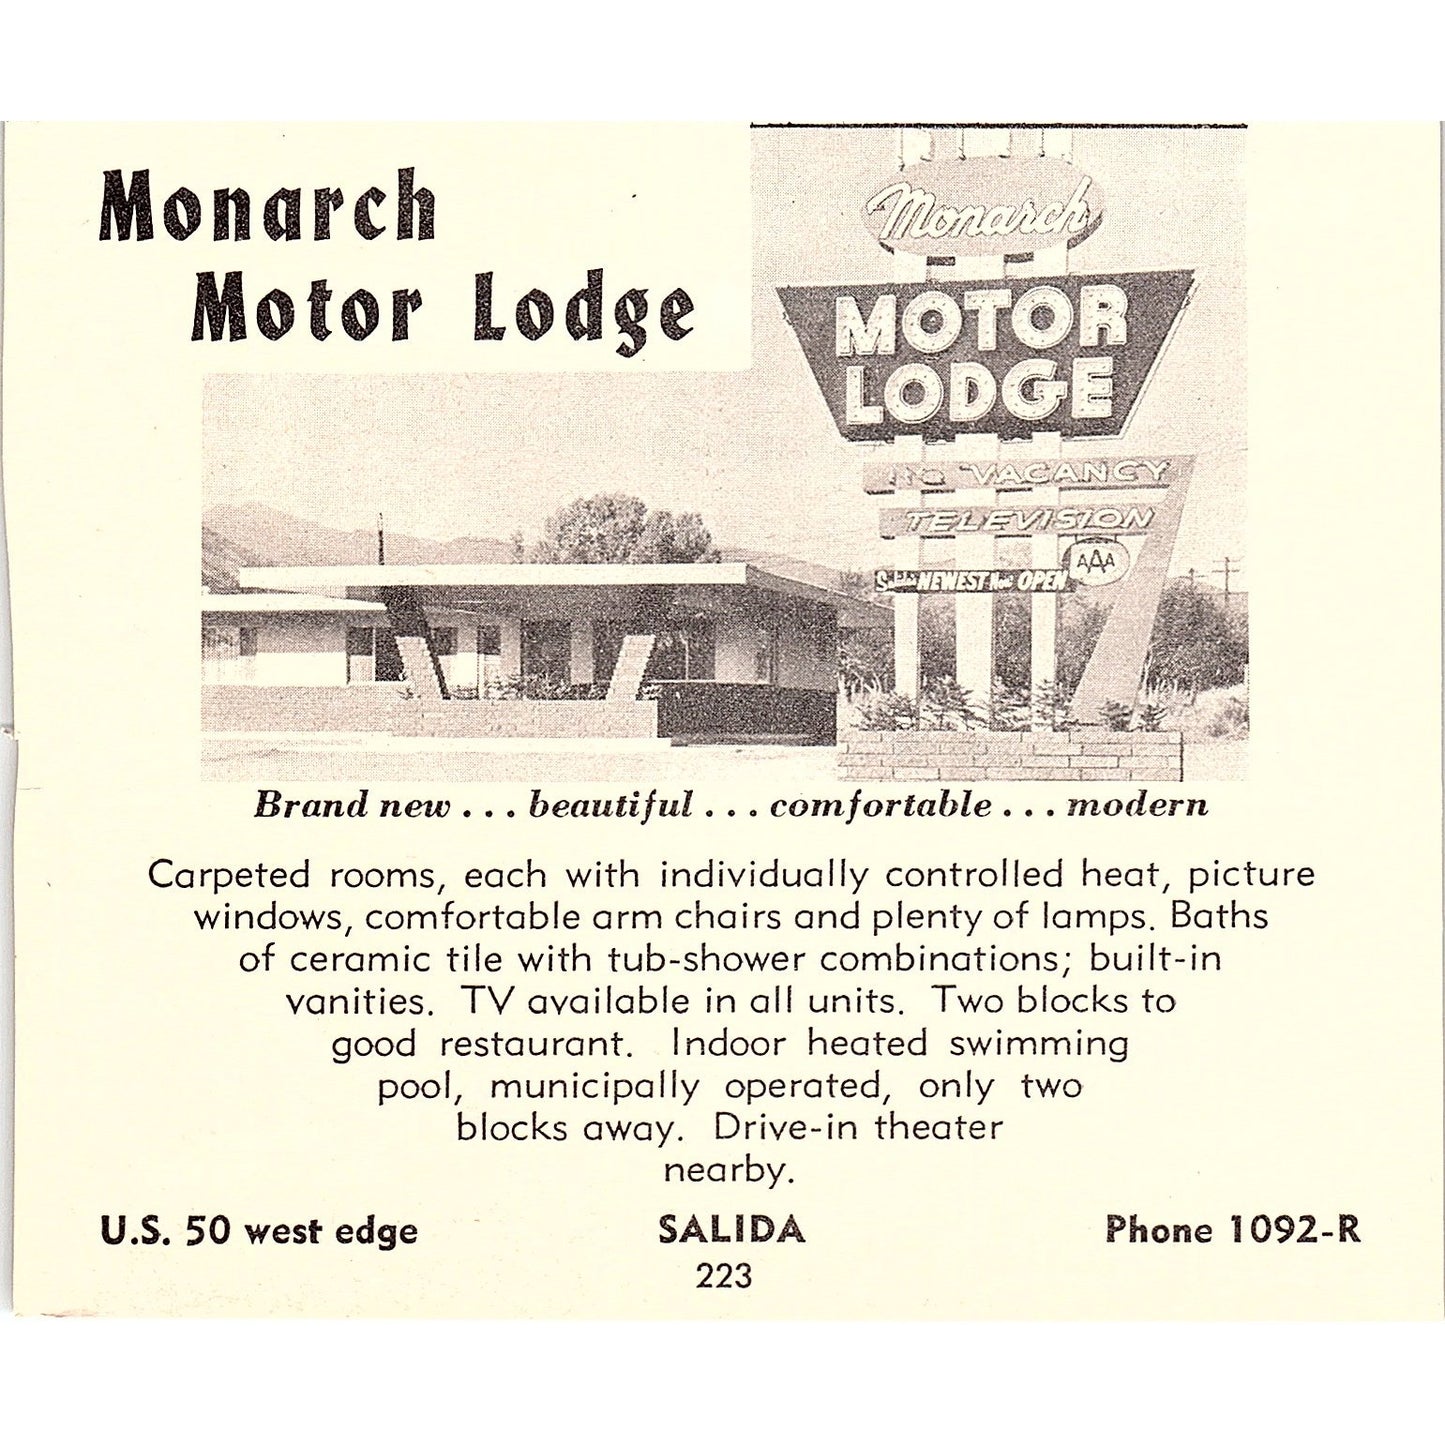 Monarch
Motor Lodge
Monarch
MOTOR
LODGE
NO VACANCY
TELEVISION
AAA
Salida's NEWEST Now OPEN
Brand new . . . beautiful . . . comfortable . . . modern
Carpeted rooms, each with individually controlled heat, picture
windows, comfortable arm chairs and plenty of lamps. Baths
of ceramic tile with tub-shower combinations; built-in
vanities. TV available in all units. Two blocks to
good restaurant. Indoor heated swimming
pool, municipally operated, only two
blocks away. Drive-in theater
nearby.
U.S. 50 west edge SALIDA Phone 1092-R
223